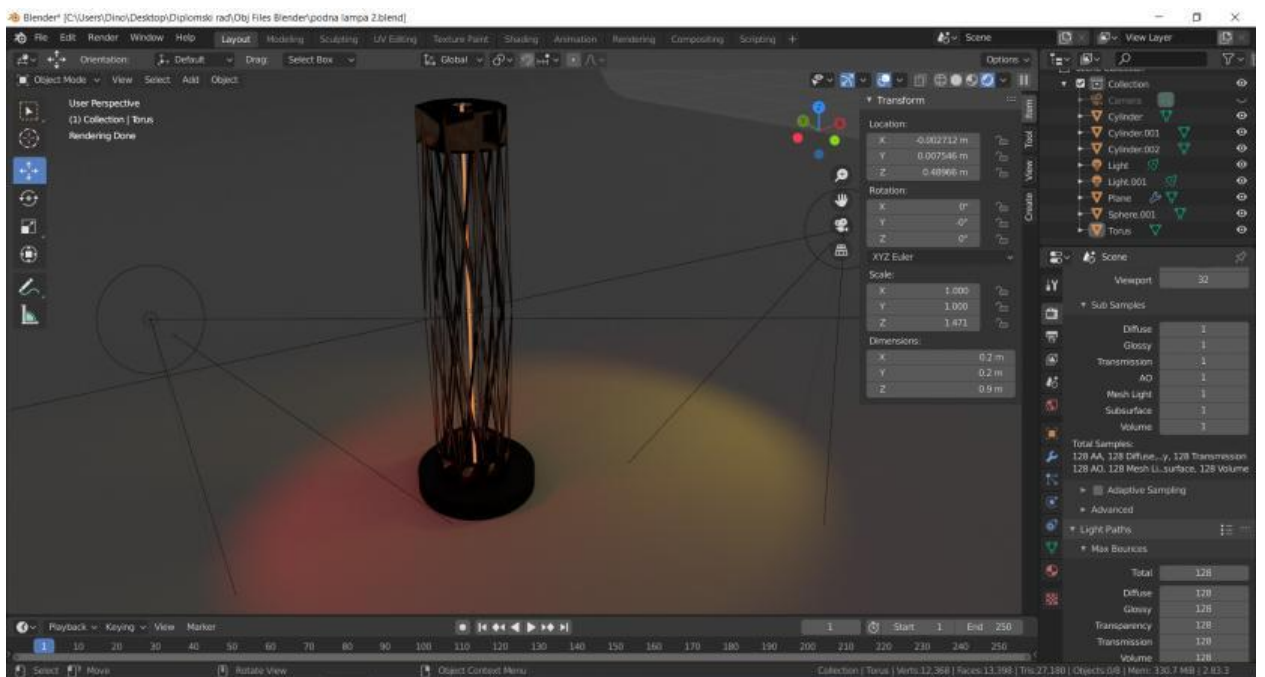 Blender* [C:\Users\Dino\Desktop\Diplomski rad\Obj Files Blender\podna lampa 2.blend]
File Edit Render Window Help Layout Modeling Sculpting UV Editing Texture Paint Shading Animation Rendering Compositing Scripting + Scene View Layer
Orientation: Default Drag: Select Box Global Options
Object Mode View Select Add Object
User Perspective
(1) Collection | Torus
Rendering Done
Transform
Location:
X -0.002712 m
Y 0.007546 m
Z 0.48966 m
Rotation:
X 0°
Y -0°
Z 0°
XYZ Euler
Scale:
X 1.000
Y 1.000
Z 1.471
Dimensions:
X 0.2 m
Y 0.2 m
Z 0.9 m
Item
Tool
View
Create
Collection
Camera
Cylinder
Cylinder.001
Cylinder.002
Light
Light.001
Plane
Sphere.001
Torus
Scene
Viewport 32
Sub Samples
Diffuse 1
Glossy 1
Transmission 1
AO 1
Mesh Light 1
Subsurface 1
Volume 1
Total Samples:
128 AA, 128 Diffuse,...y, 128 Transmission
128 AO, 128 Mesh Li...surface, 128 Volume
Adaptive Sampling
Advanced
Light Paths
Max Bounces
Total 128
Diffuse 128
Glossy 128
Transparency 128
Transmission 128
Volume 128
Playback Keying View Marker 1 Start 1 End 250
1 10 20 30 40 50 60 70 80 90 100 110 120 130 140 150 160 170 180 190 200 210 220 230 240 250
Select Move Rotate View Object Context Menu Collection | Torus | Verts:12,368 | Faces:13,398 | Tris:27,180 | Objects:0/8 | Mem: 330.7 MiB | 2.83.3